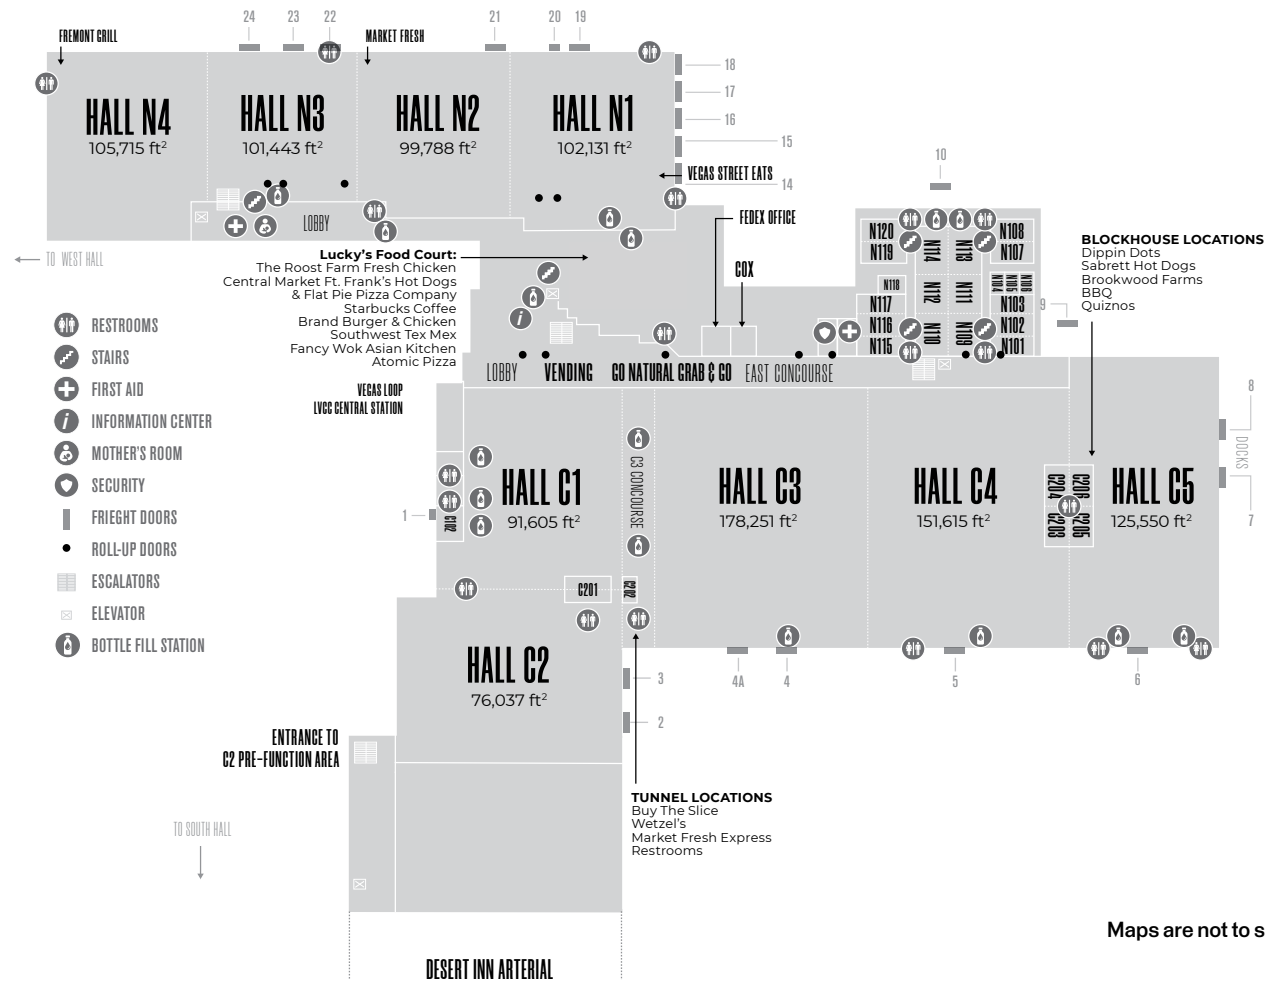 24
23
22
21
20
19
FREMONT GRILL
MARKET FRESH
18
17
16
15
14
HALL N4
105,715 ft²
HALL N3
101,443 ft²
HALL N2
99,788 ft²
HALL N1
102,131 ft²
VEGAS STREET EATS
10
LOBBY
FEDEX OFFICE
COX
N120
N119
N114
N113
N108
N107
N118
N112
N111
N104
N105
N106
N117
N116
N115
N110
N109
N103
N102
N101
9
BLOCKHOUSE LOCATIONS
Dippin Dots
Sabrett Hot Dogs
Brookwood Farms
BBQ
Quiznos
TO WEST HALL
Lucky's Food Court:
The Roost Farm Fresh Chicken
Central Market Ft. Frank's Hot Dogs
& Flat Pie Pizza Company
Starbucks Coffee
Brand Burger & Chicken
Southwest Tex Mex
Fancy Wok Asian Kitchen
Atomic Pizza
RESTROOMS
STAIRS
FIRST AID
i INFORMATION CENTER
MOTHER'S ROOM
SECURITY
FRIEGHT DOORS
ROLL-UP DOORS
ESCALATORS
ELEVATOR
BOTTLE FILL STATION
i
LOBBY
VENDING
GO NATURAL GRAB & GO
EAST CONCOURSE
VEGAS LOOP
LVCC CENTRAL STATION
8
DOCKS
7
1
C102
HALL C1
91,605 ft²
C3 CONCOURSE
HALL C3
178,251 ft²
HALL C4
151,615 ft²
C204
C206
C203
C205
HALL C5
125,550 ft²
C201
C202
HALL C2
76,037 ft²
3
2
4A
4
5
6
ENTRANCE TO
C2 PRE-FUNCTION AREA
TUNNEL LOCATIONS
Buy The Slice
Wetzel's
Market Fresh Express
Restrooms
TO SOUTH HALL
Maps are not to s
DESERT INN ARTERIAL